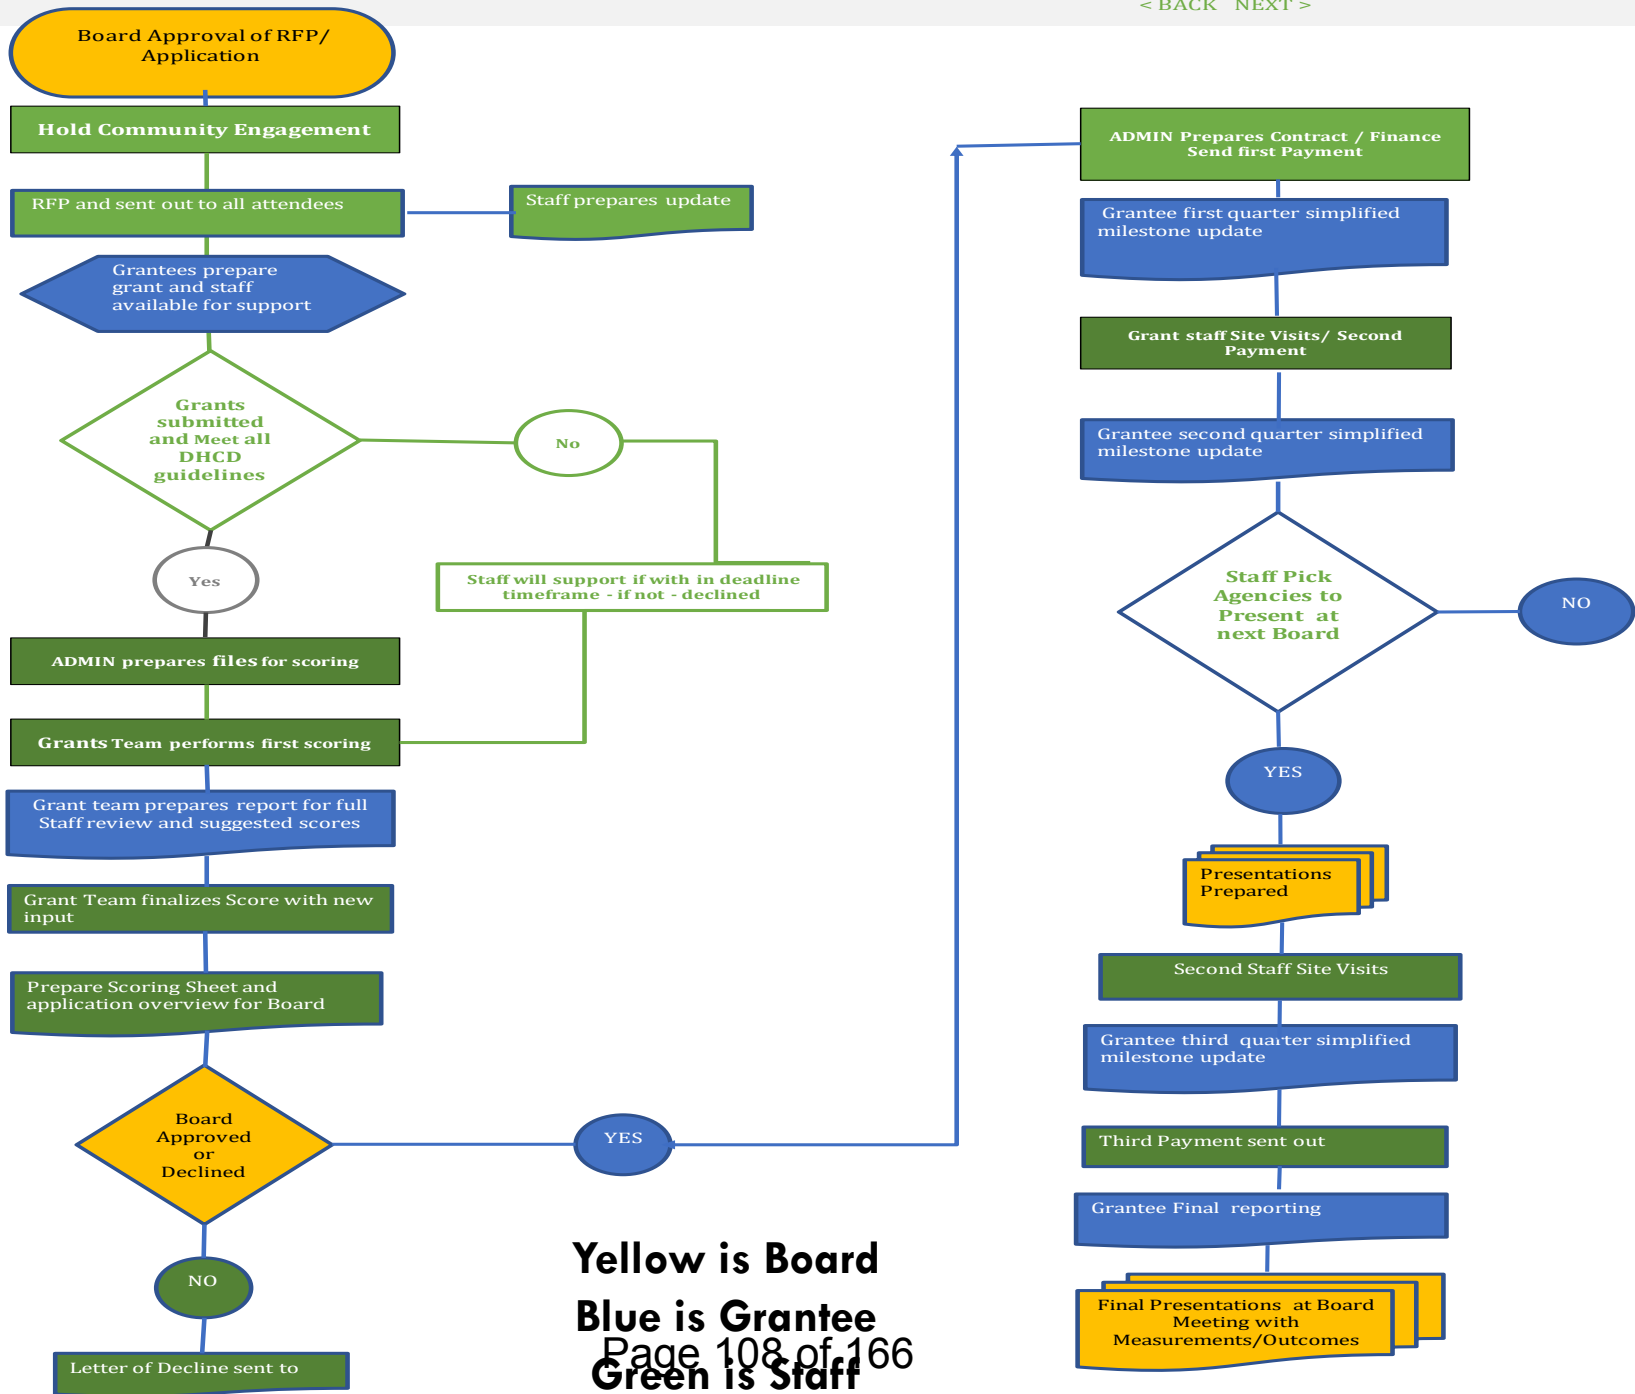 < BACK   NEXT >
Board Approval of RFP/
Application
Hold Community Engagement
RFP and sent out to all attendees
Staff prepares update
Grantees prepare
grant and staff
available for support
Grants
submitted
and Meet all
DHCD
guidelines
No
Yes
Staff will support if with in deadline
timeframe - if not - declined
ADMIN prepares files for scoring
Grants Team performs first scoring
Grant team prepares report for full
Staff review and suggested scores
Grant Team finalizes Score with new
input
Prepare Scoring Sheet and
application overview for Board
Board
Approved
or
Declined
YES
NO
Letter of Decline sent to
ADMIN Prepares Contract / Finance
Send first Payment
Grantee first quarter simplified
milestone update
Grant staff Site Visits/ Second
Payment
Grantee second quarter simplified
milestone update
Staff Pick
Agencies to
Present at
next Board
NO
YES
Presentations
Prepared
Second Staff Site Visits
Grantee third quarter simplified
milestone update
Third Payment sent out
Grantee Final reporting
Final Presentations at Board
Meeting with
Measurements/Outcomes
Yellow is Board
Blue is Grantee
Page 108 of 166
Green is Staff